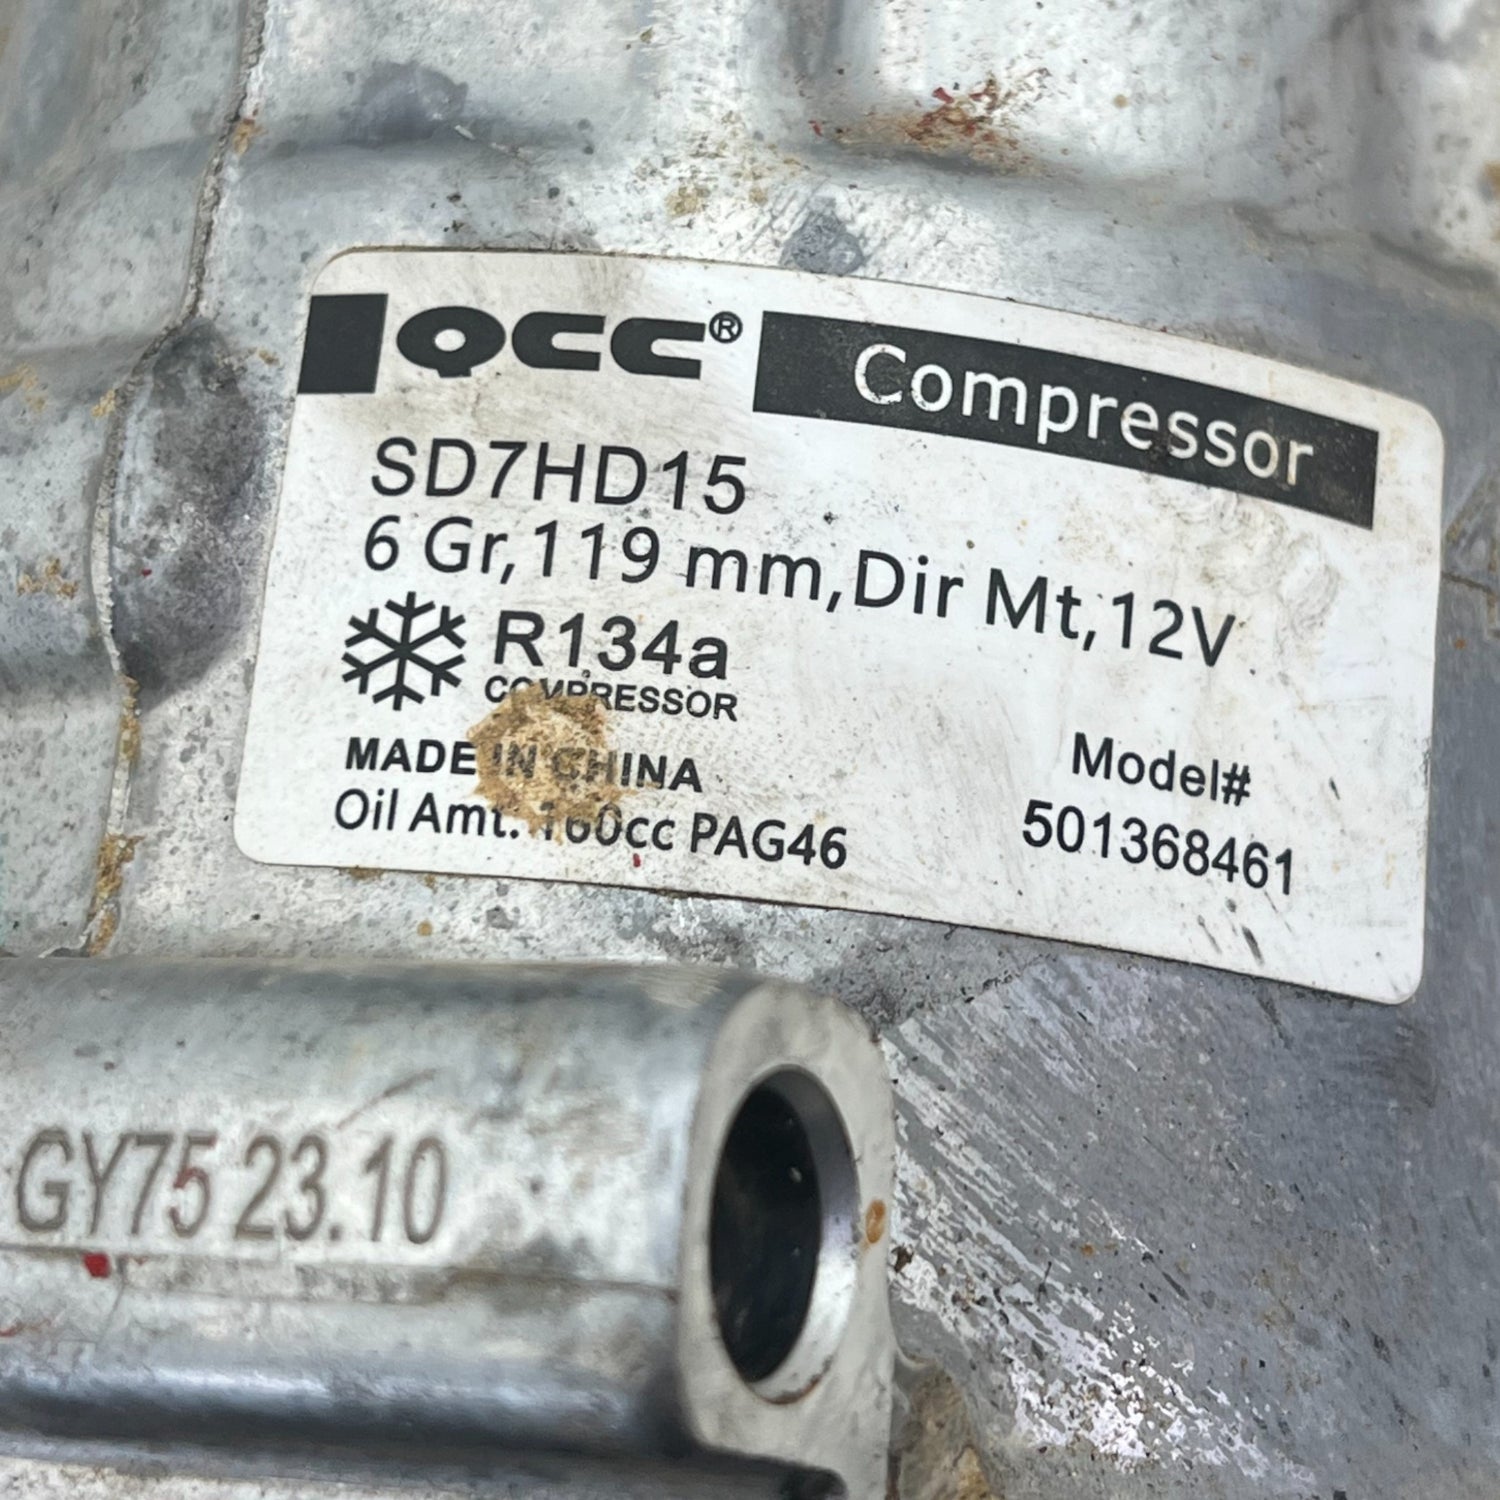 QCC® Compressor
SD7HD15
6 Gr,119 mm,Dir Mt,12V
R134a
COMPRESSOR
MADE IN CHINA
Oil Amt. 160cc PAG46
Model#
501368461
GY75 23.10